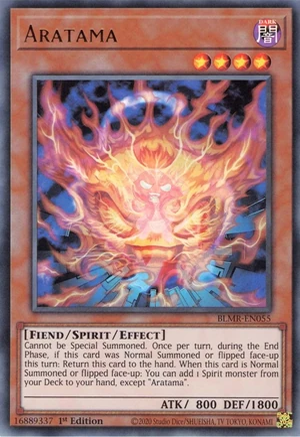 ARATAMA
DARK
闇
BLMR-EN055
[FIEND/SPIRIT/EFFECT]
Cannot be Special Summoned. Once per turn, during the End
Phase, if this card was Normal Summoned or flipped face-up
this turn: Return this card to the hand. When this card is Normal
Summoned or flipped face-up: You can add 1 Spirit monster from
your Deck to your hand, except "Aratama".
ATK/ 800 DEF/1800
16889337 1st Edition ©2020 Studio Dice/SHUEISHA, TV TOKYO, KONAMI